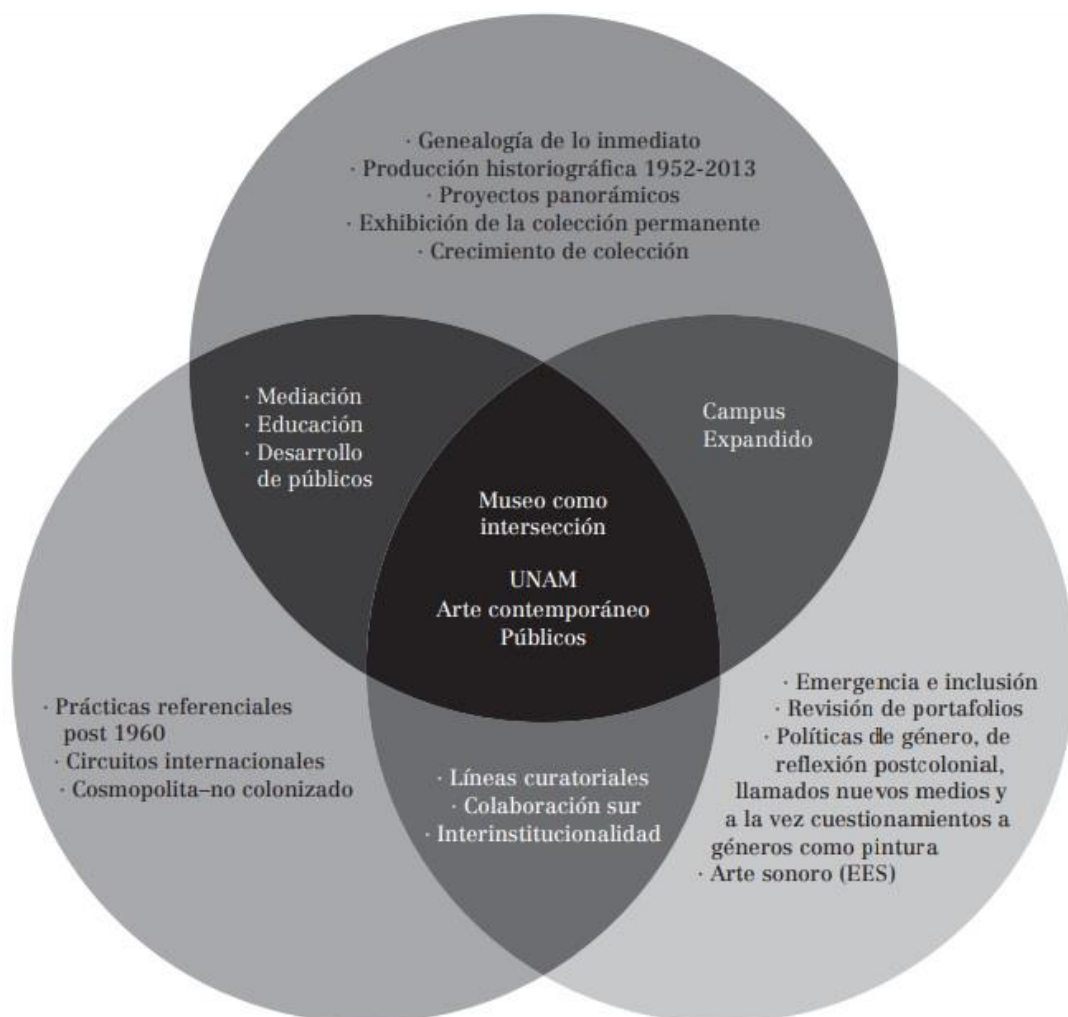 · Genealogía de lo inmediato
· Producción historiográfica 1952-2013
· Proyectos panorámicos
· Exhibición de la colección permanente
· Crecimiento de colección
· Mediación
· Educación
· Desarrollo
de públicos
Campus
Expandido
Museo como
intersección
UNAM
Arte contemporáneo
Públicos
· Prácticas referenciales
post 1960
· Circuitos internacionales
· Cosmopolita–no colonizado
· Líneas curatoriales
· Colaboración sur
· Interinstitucionalidad
· Emergencia e inclusión
· Revisión de portafolios
· Políticas de género, de
reflexión postcolonial,
llamados nuevos medios y
a la vez cuestionamientos a
géneros como pintura
· Arte sonoro (EES)